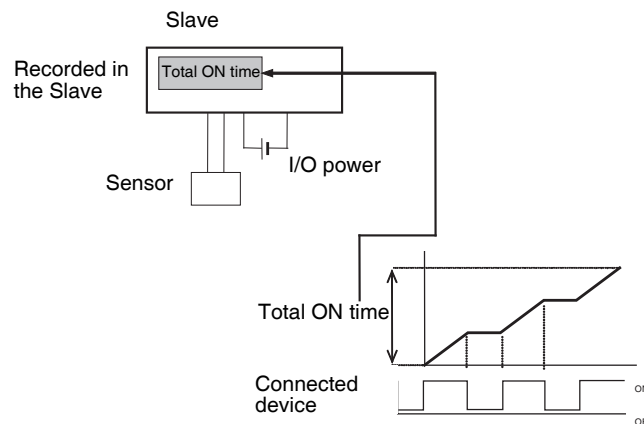 Slave
Recorded in
the Slave
Total ON time
I/O power
Sensor
Total ON time
Connected
device